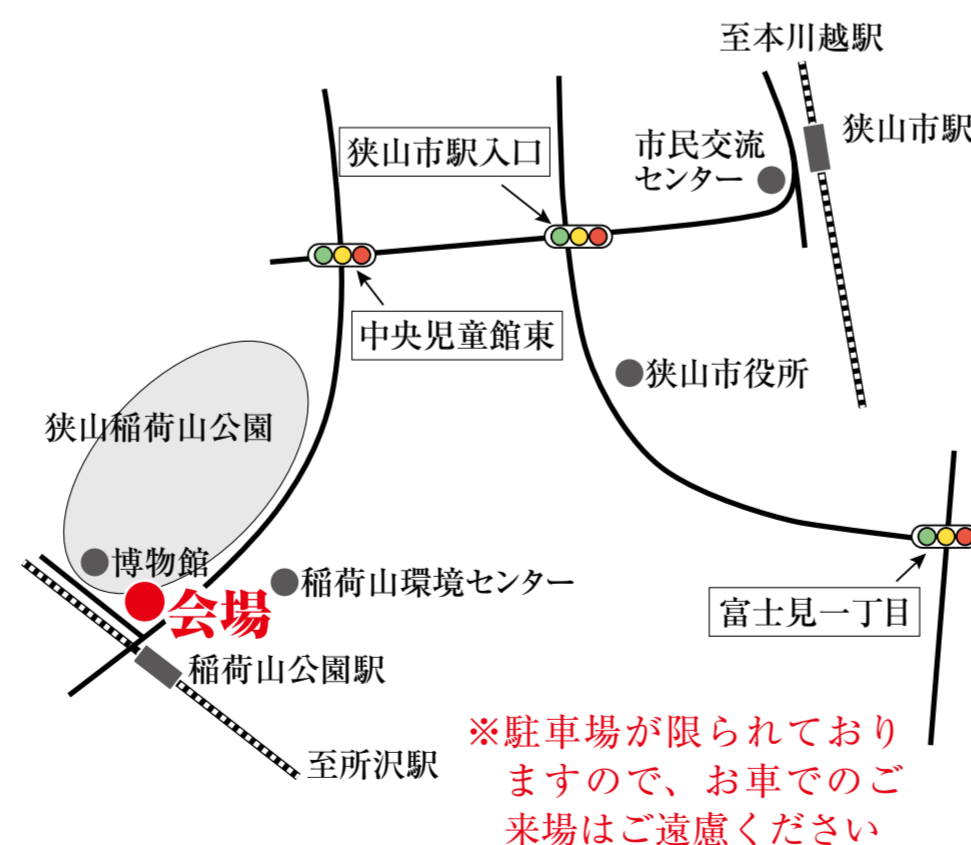 至本川越駅
狭山市駅
狭山市駅入口
市民交流
センター
中央児童館東
狭山市役所
狭山稲荷山公園
博物館
会場
稲荷山環境センター
富士見一丁目
稲荷山公園駅
至所沢駅
※駐車場が限られており
ますので、お車でのご
来場はご遠慮ください